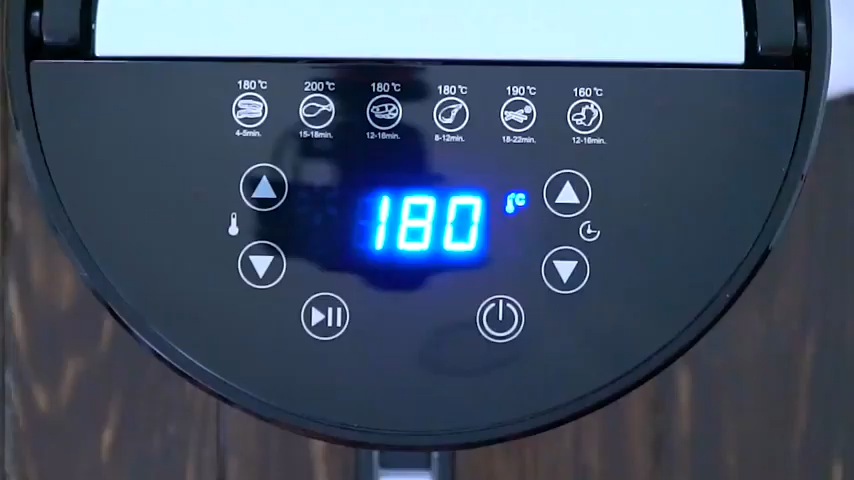 180℃ 200℃ 180℃ 180℃ 190℃ 160℃
4-5min. 15-18min. 12-16min. 8-12min. 18-22min. 12-16min.
180 ℃